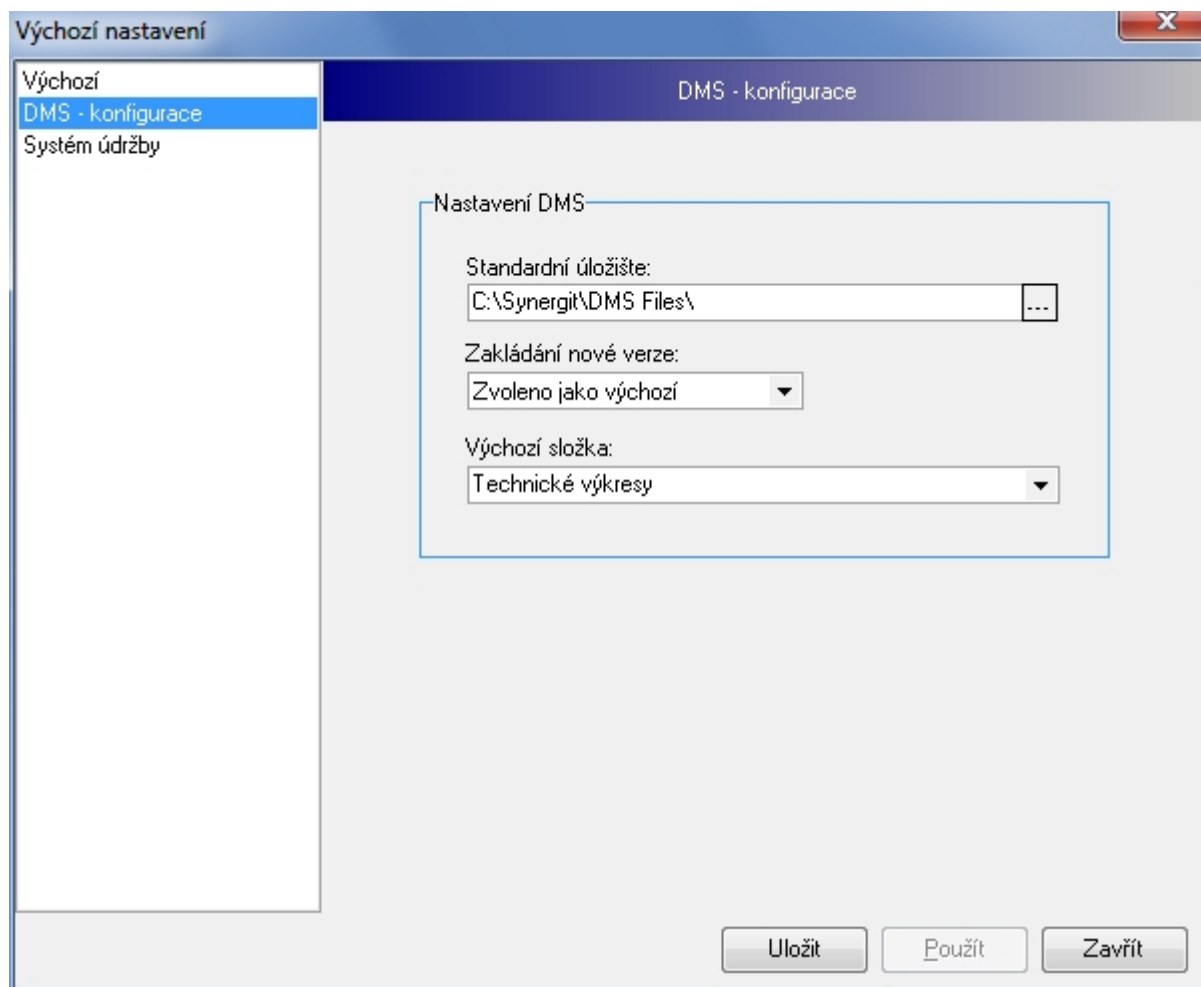 Výchozí nastavení
Výchozí
DMS - konfigurace
Systém údržby
DMS - konfigurace
Nastavení DMS
Standardní úložište:
C:\Synergit\DMS Files\
...
Zakládání nové verze:
Zvoleno jako výchozí
Výchozí složka:
Technické výkresy
Uložit
Použít
Zavřít